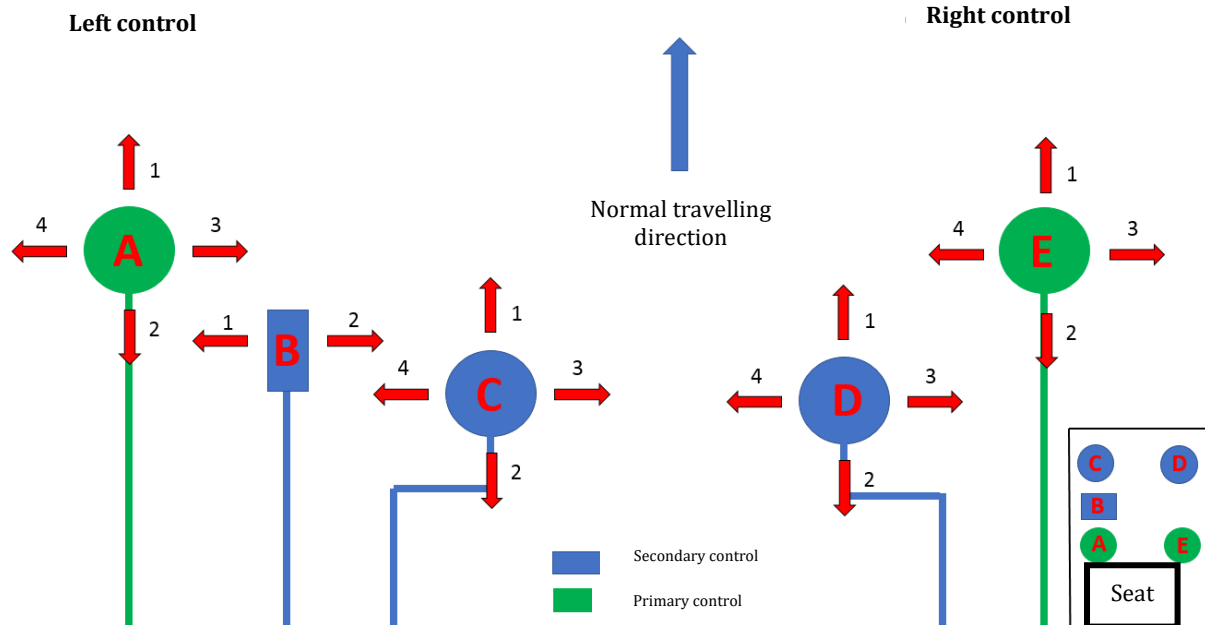 Left control
Right control
1
4
3
A
2
1
2
B
1
4
3
C
2
Normal travelling
direction
1
4
3
D
2
1
4
3
E
2
Secondary control
Primary control
C
D
B
A
E
Seat